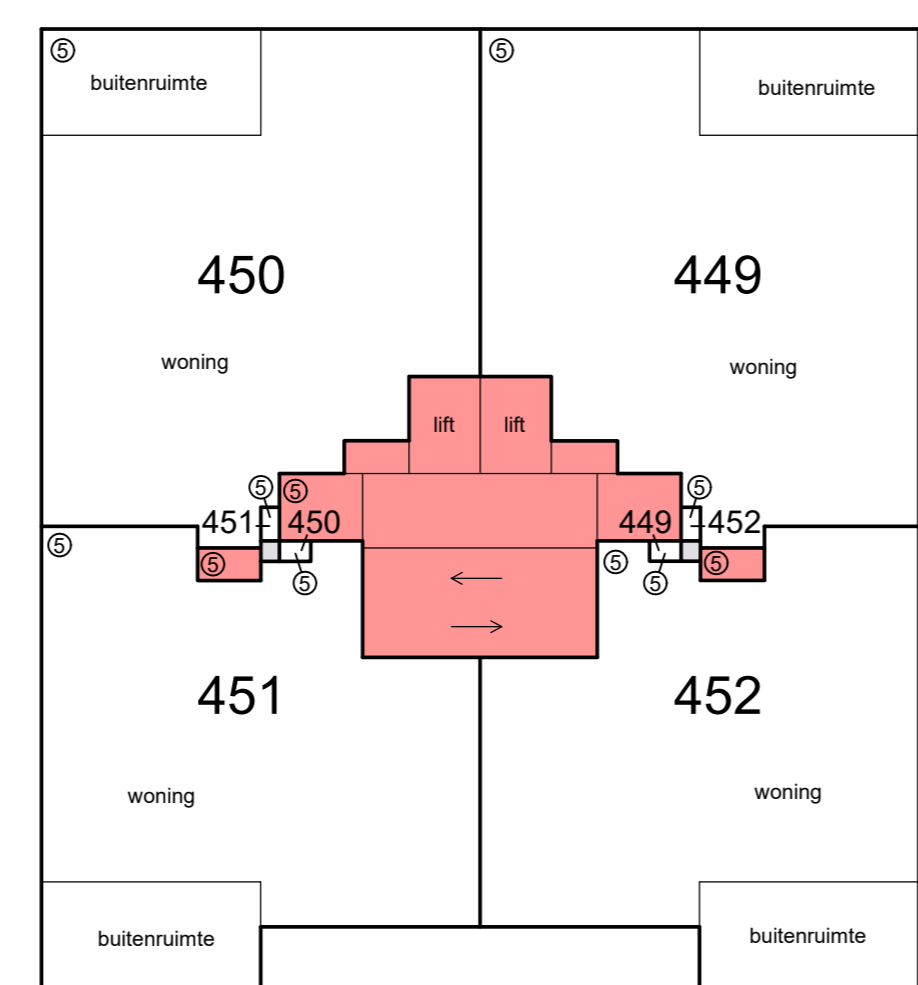 ⑤ ⑤
buitenruimte buitenruimte
450 449
woning woning
lift lift
⑤ ⑤ ⑤
451 450 449 452
⑤ ⑤ ⑤ ⑤
⑤ ⑤
451 452
woning woning
buitenruimte buitenruimte